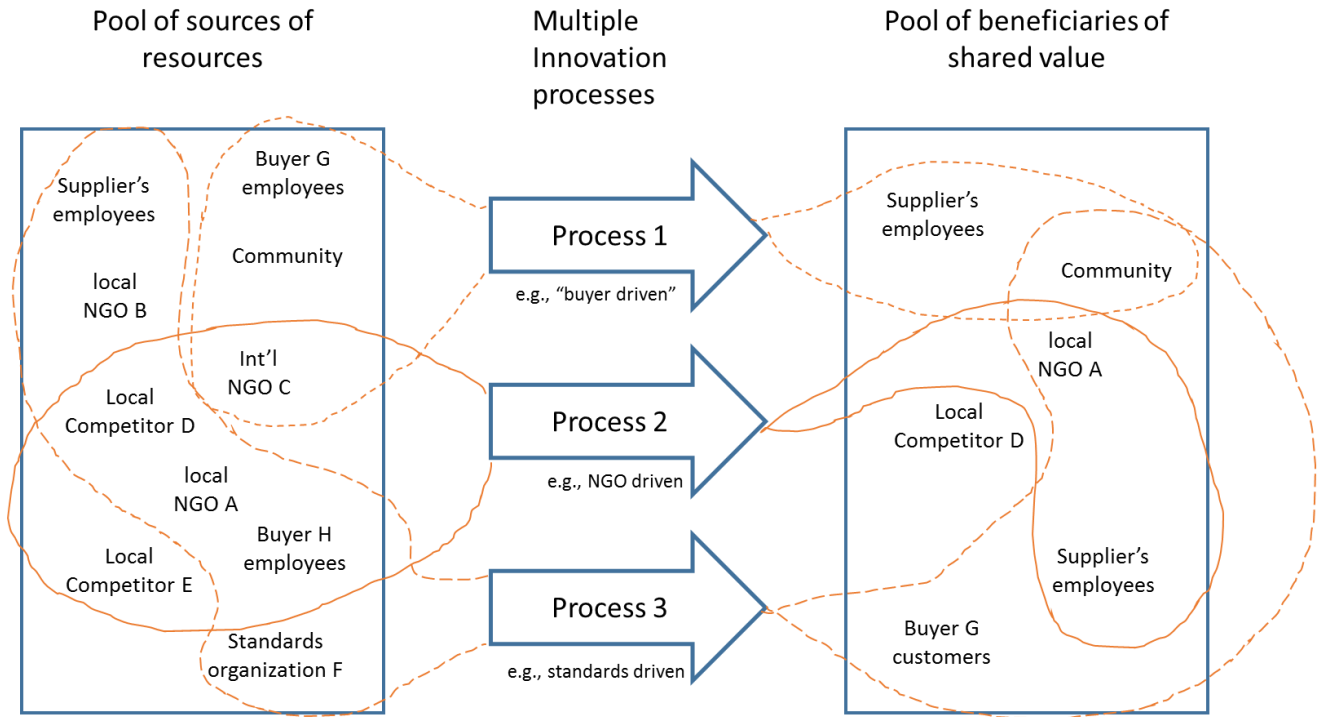 Pool of sources of
resources
Multiple
Innovation
processes
Pool of beneficiaries of
shared value
Supplier’s
employees
Buyer G
employees
Community
local
NGO B
Int’l
NGO C
Local
Competitor D
local
NGO A
Buyer H
employees
Local
Competitor E
Standards
organization F
Process 1
e.g., “buyer driven”
Process 2
e.g., NGO driven
Process 3
e.g., standards driven
Supplier’s
employees
Community
local
NGO A
Local
Competitor D
Supplier’s
employees
Buyer G
customers